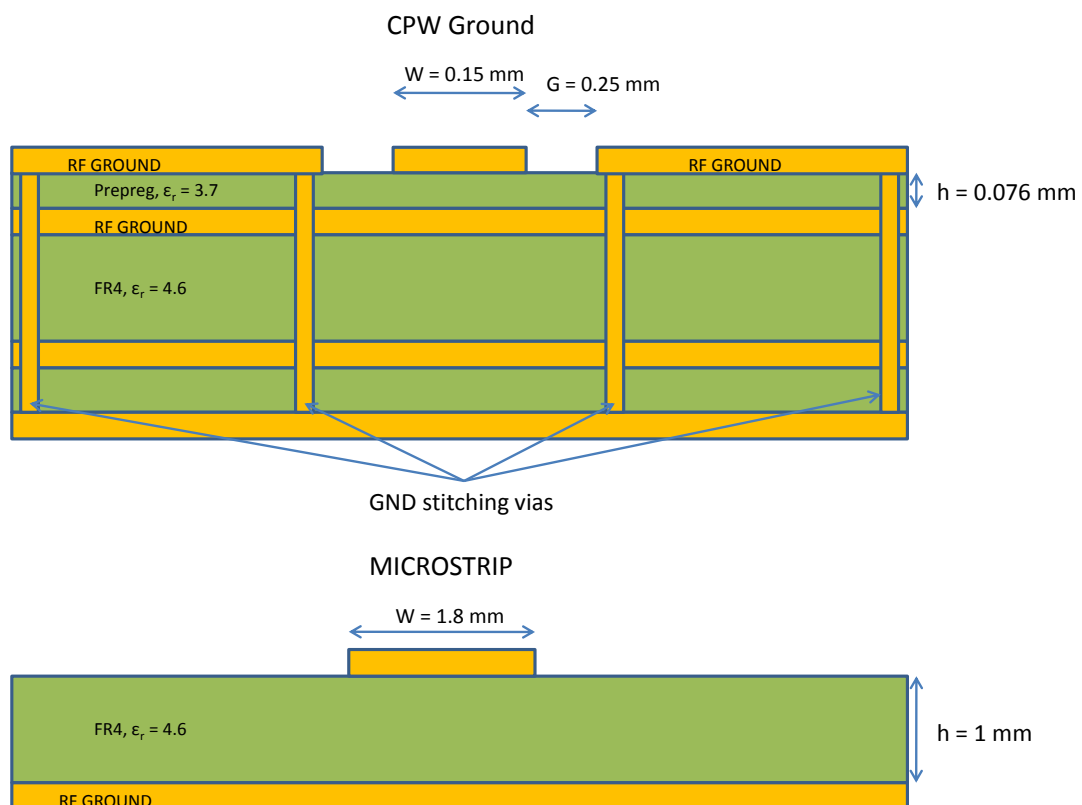 CPW Ground
W = 0.15 mm
G = 0.25 mm
RF GROUND
RF GROUND
Prepreg, εr = 3.7
h = 0.076 mm
RF GROUND
FR4, εr = 4.6
GND stitching vias
MICROSTRIP
W = 1.8 mm
FR4, εr = 4.6
h = 1 mm
RF GROUND